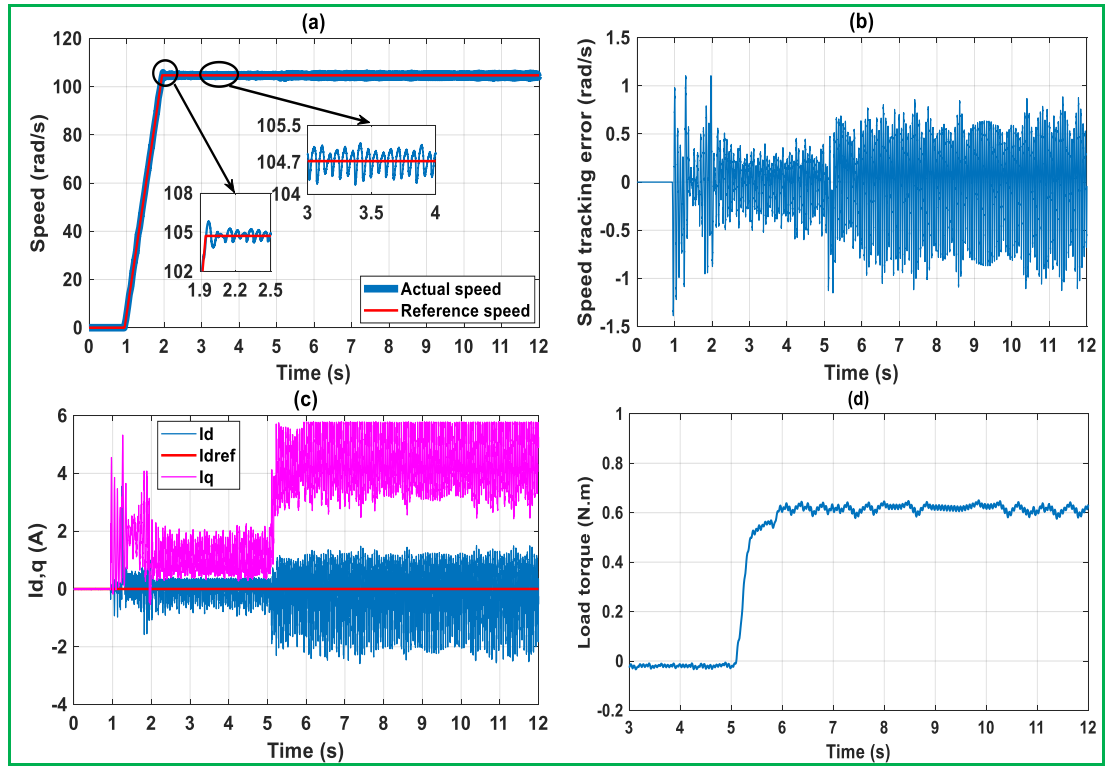 (a)
Speed (rad/s)
120
100
80
60
40
20
0
105.5
104.7
104
3 3.5 4
108
105
102
1.9 2.2 2.5
Actual speed
Reference speed
0 1 2 3 4 5 6 7 8 9 10 11 12
Time (s)
(b)
Speed tracking error (rad/s)
1.5
1
0.5
0
-0.5
-1
-1.5
0 1 2 3 4 5 6 7 8 9 10 11 12
Time (s)
(c)
Id,q (A)
6
4
2
0
-2
-4
Id
Idref
Iq
0 1 2 3 4 5 6 7 8 9 10 11 12
Time (s)
(d)
Load torque (N.m)
1
0.8
0.6
0.4
0.2
0
-0.2
3 4 5 6 7 8 9 10 11 12
Time (s)